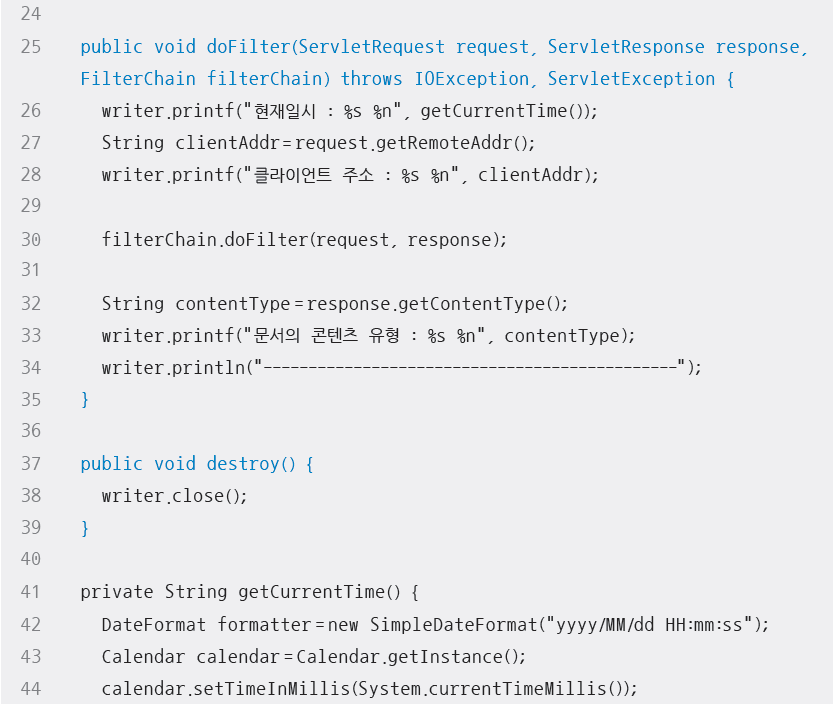 24
25 public void doFilter(ServletRequest request, ServletResponse response,
FilterChain filterChain) throws IOException, ServletException {
26 writer.printf("현재일시 : %s %n", getCurrentTime());
27 String clientAddr=request.getRemoteAddr();
28 writer.printf("클라이언트 주소 : %s %n", clientAddr);
29
30 filterChain.doFilter(request, response);
31
32 String contentType=response.getContentType();
33 writer.printf("문서의 콘텐츠 유형 : %s %n", contentType);
34 writer.println("-----------------------------------------------");
35 }
36
37 public void destroy() {
38 writer.close();
39 }
40
41 private String getCurrentTime() {
42 DateFormat formatter=new SimpleDateFormat("yyyy/MM/dd HH:mm:ss");
43 Calendar calendar=Calendar.getInstance();
44 calendar.setTimeInMillis(System.currentTimeMillis());